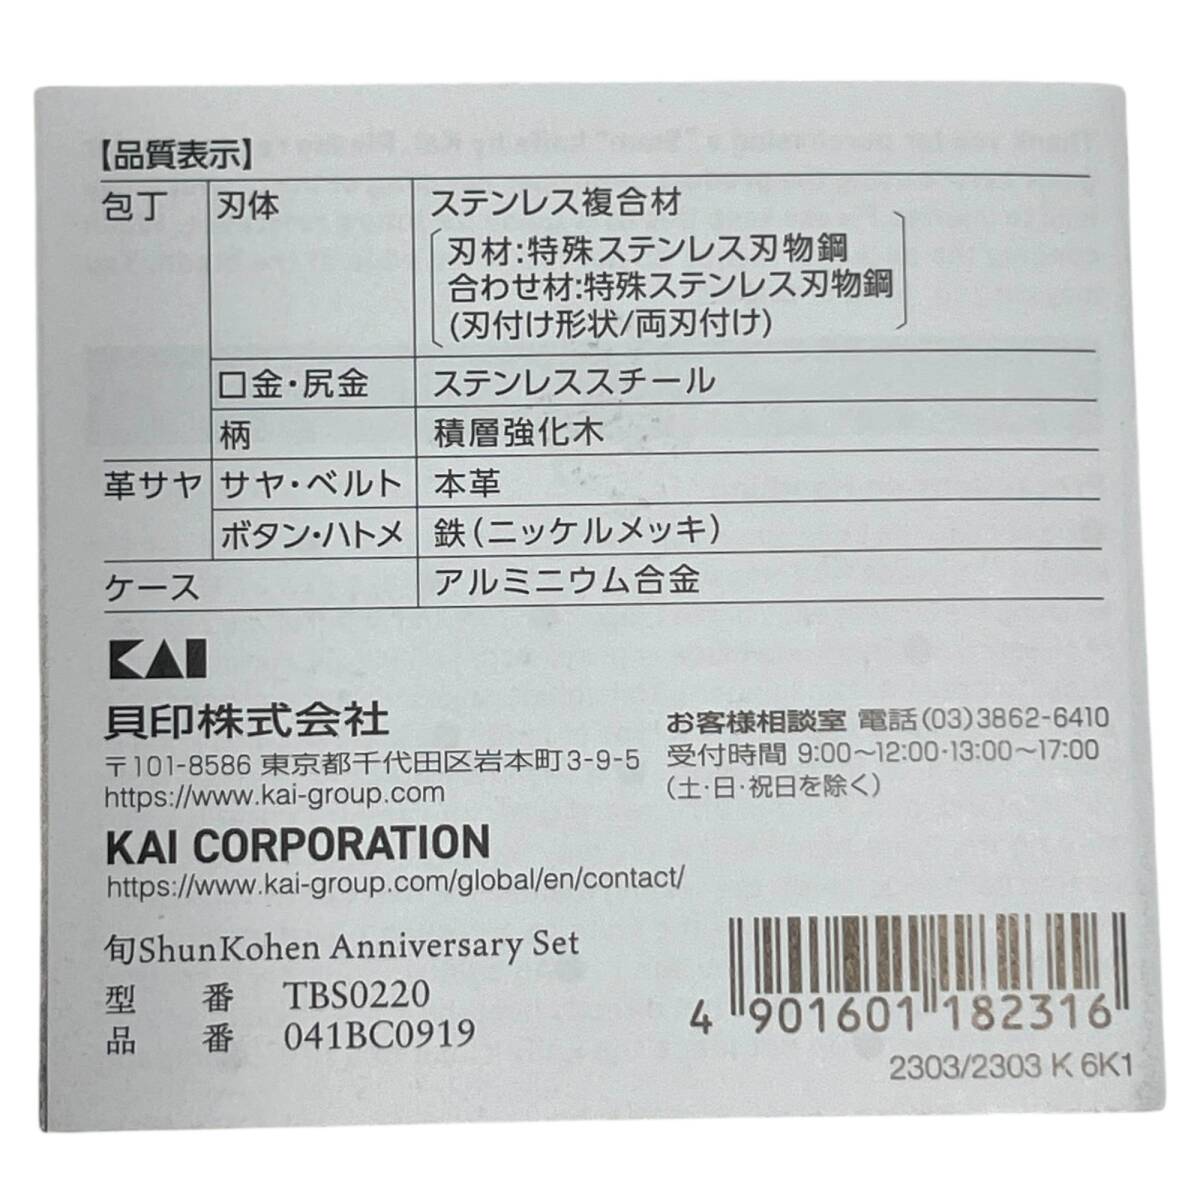 【品質表示】
包丁 刃体 ステンレス複合材
刃材:特殊ステンレス刃物鋼
合わせ材:特殊ステンレス刃物鋼
(刃付け形状/両刃付け)
口金・尻金 ステンレススチール
柄 積層強化木
革サヤ サヤ・ベルト 本革
ボタン・ハトメ 鉄(ニッケルメッキ)
ケース アルミニウム合金
KAI
貝印株式会社
〒101-8586 東京都千代田区岩本町3-9-5
https://www.kai-group.com
お客様相談室 電話(03)3862-6410
受付時間 9:00〜12:00・13:00〜17:00
(土・日・祝日を除く)
KAI CORPORATION
https://www.kai-group.com/global/en/contact/
旬ShunKohen Anniversary Set
型番 TBS0220
品番 041BC0919
4 901601 182316
2303/2303 K 6K1